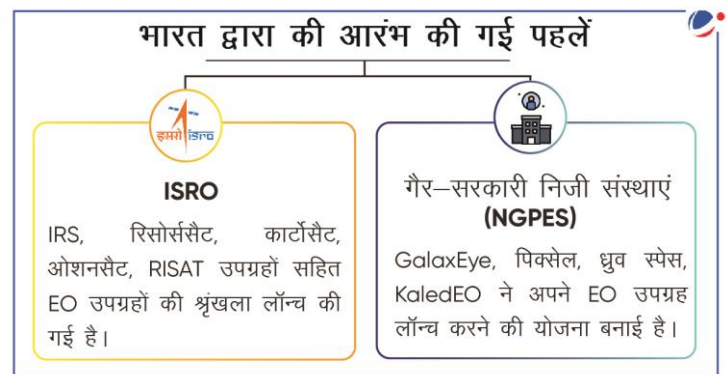 भारत द्वारा की आरंभ की गई पहलें
इसरो isro
ISRO
IRS, रिसोर्ससैट, कार्टोसैट,
ओशनसैट, RISAT उपग्रहों सहित
EO उपग्रहों की श्रृंखला लॉन्च की
गई है।
गैर–सरकारी निजी संस्थाएं
(NGPES)
GalaxEye, पिक्सेल, ध्रुव स्पेस,
KaledEO ने अपने EO उपग्रह
लॉन्च करने की योजना बनाई है।